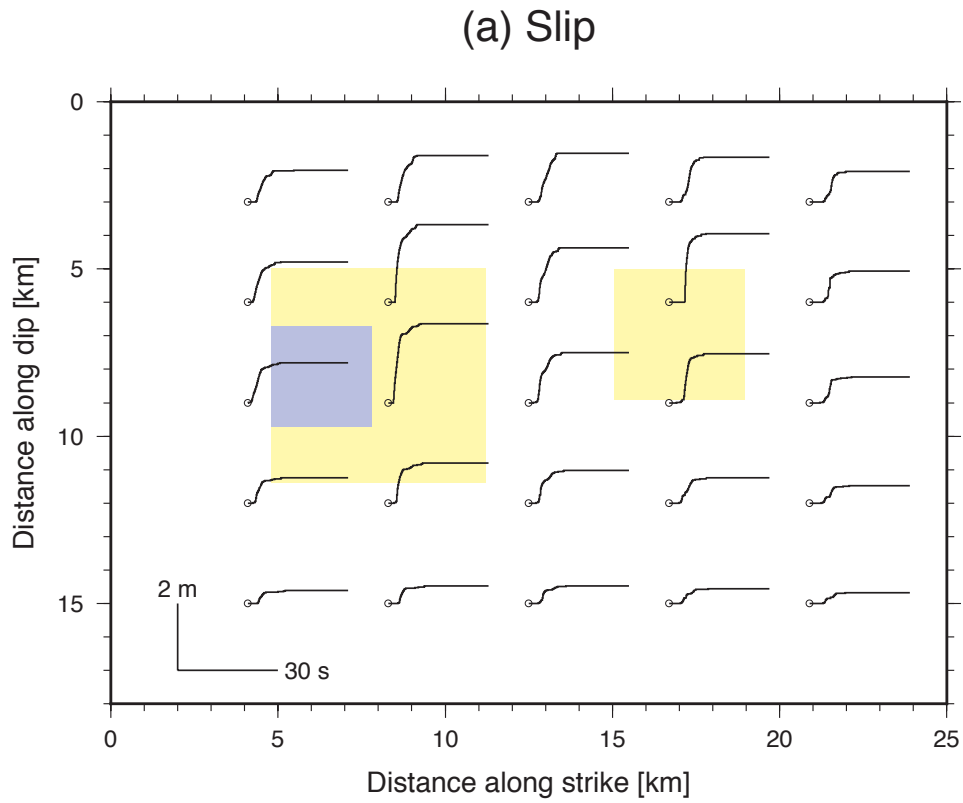 (a) Slip
0
5
10
15
Distance along dip [km]
2 m
30 s
0 5 10 15 20 25
Distance along strike [km]